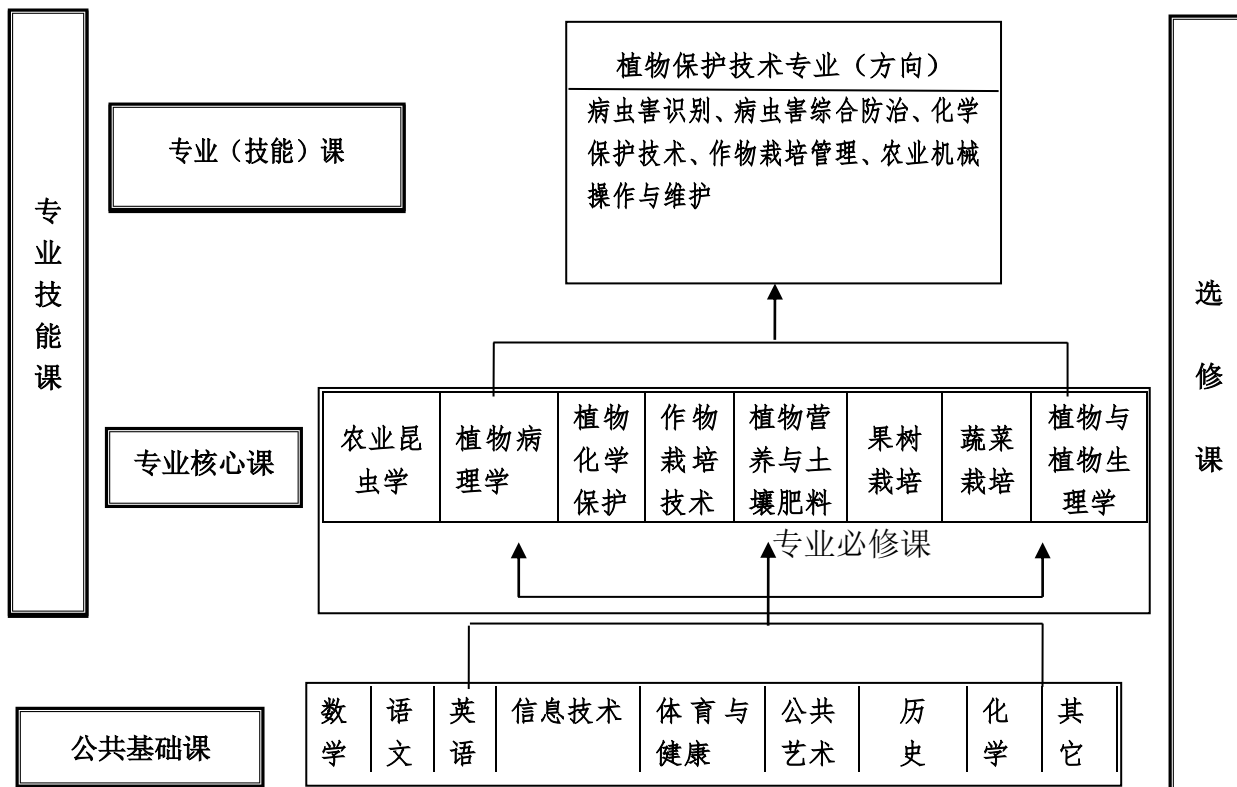 专业技能课
专业（技能）课
植物保护技术专业（方向）
病虫害识别、病虫害综合防治、化学
保护技术、作物栽培管理、农业机械
操作与维护
选修课
专业核心课
农业昆
虫学
植物病
理学
植物
化学
保护
作物
栽培
技术
植物营
养与土
壤肥料
果树
栽培
蔬菜
栽培
植物与
植物生
理学
专业必修课
公共基础课
数
学
语
文
英
语
信息技术
体育与
健康
公共
艺术
历
史
化
学
其
它